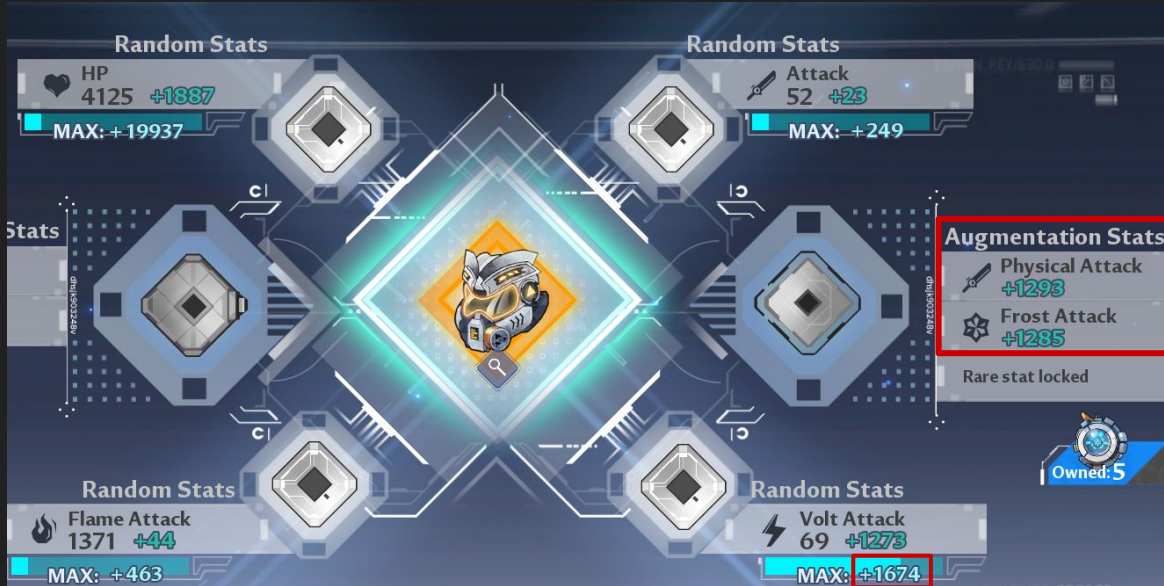 Random Stats
HP
4125 +1887
MAX: +19937
Random Stats
Attack
52 +23
MAX: +249
Stats
Augmentation Stats
Physical Attack
+1293
Frost Attack
+1285
Rare stat locked
Owned: 5
Random Stats
Flame Attack
1371 +44
MAX: +463
Random Stats
Volt Attack
69 +1273
MAX: +1674